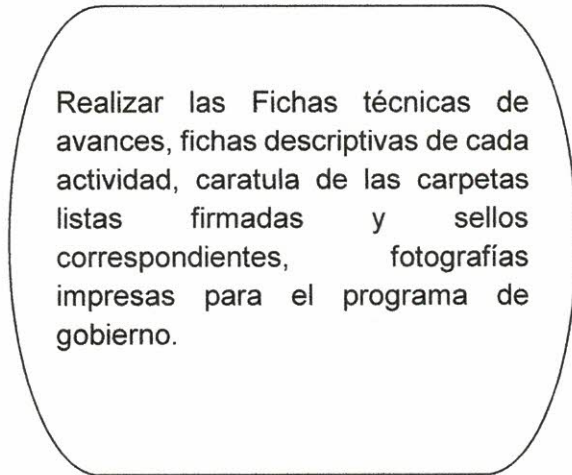 Realizar las Fichas técnicas de
avances, fichas descriptivas de cada
actividad, caratula de las carpetas
listas firmadas y sellos
correspondientes, fotografías
impresas para el programa de
gobierno.